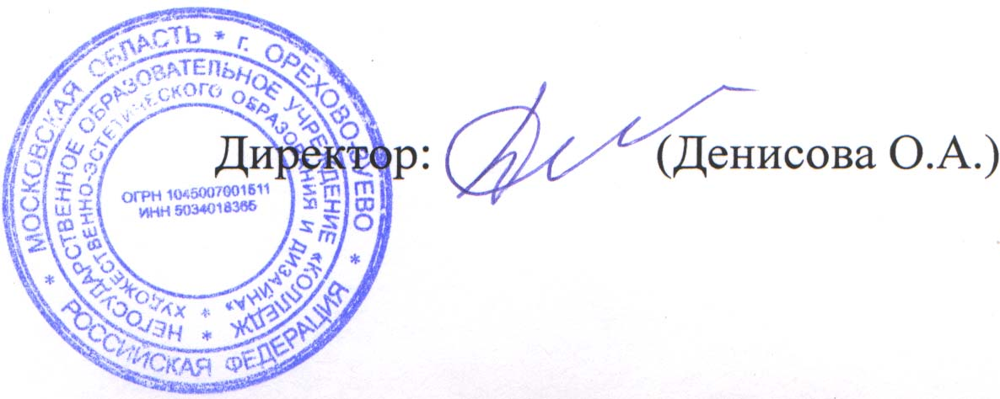 * РОССИЙСКАЯ ФЕДЕРАЦИЯ * МОСКОВСКАЯ ОБЛАСТЬ * г. ОРЕХОВО-ЗУЕВО
* НЕГОСУДАРСТВЕННОЕ ОБРАЗОВАТЕЛЬНОЕ УЧРЕЖДЕНИЕ «КОЛЛЕДЖ
* ХУДОЖЕСТВЕННО-ЭСТЕТИЧЕСКОГО ОБРАЗОВАНИЯ И ДИЗАЙНА»
ОГРН 1045007001511
ИНН 5034018365
Директор: (Денисова О.А.)